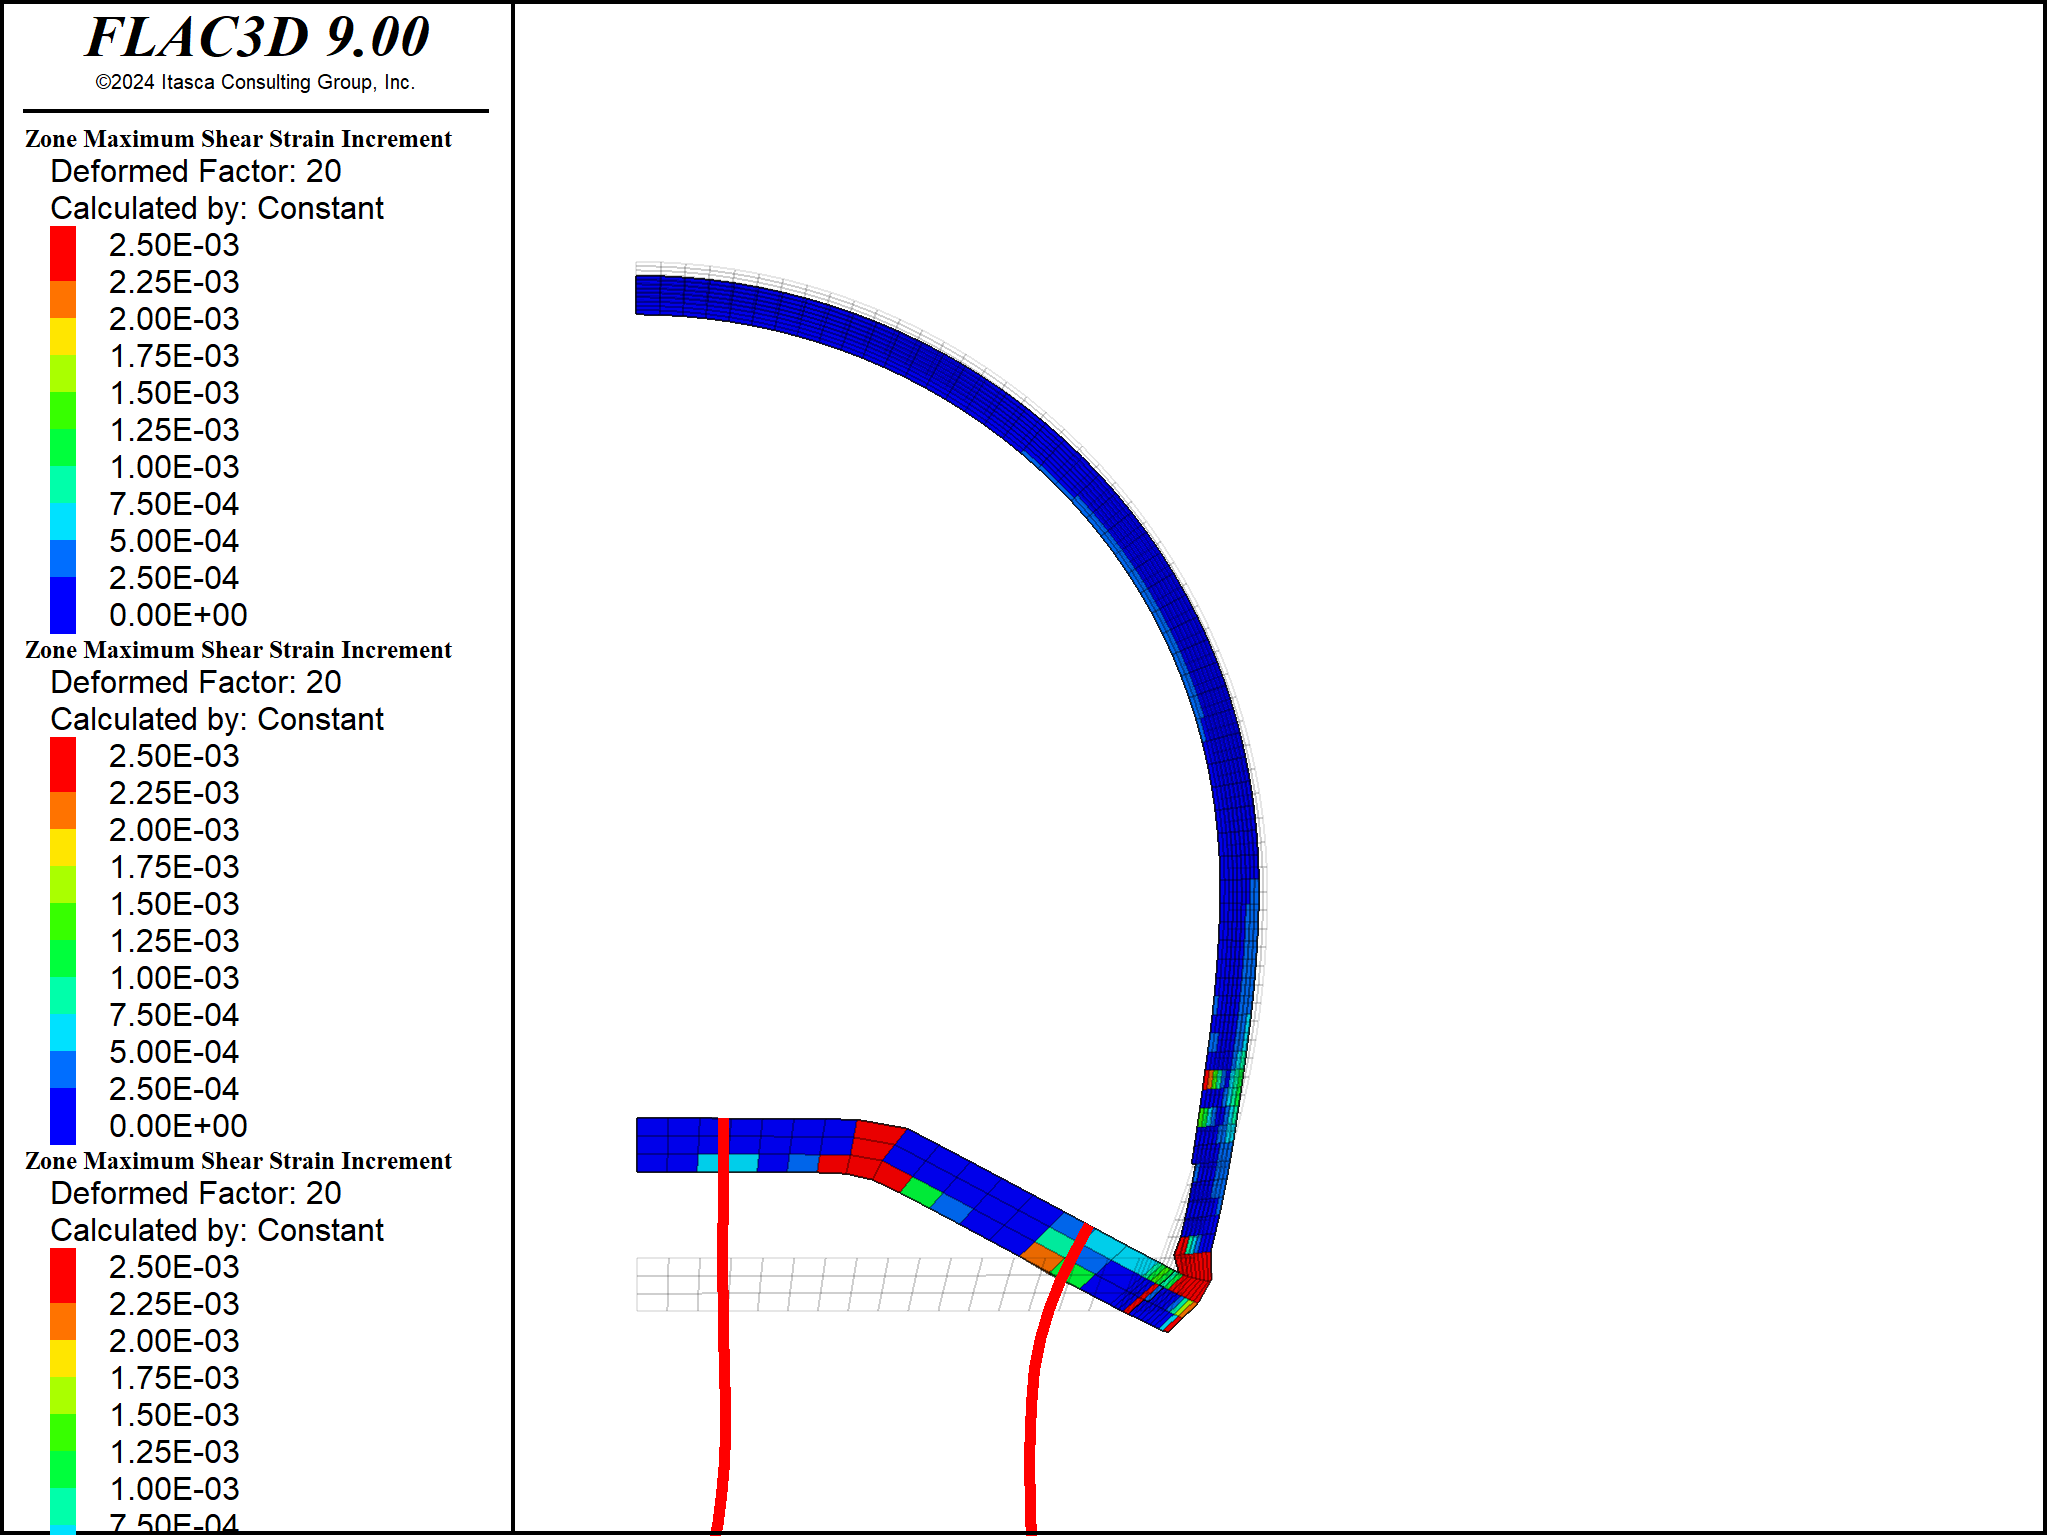 FLAC3D 9.00
©2024 Itasca Consulting Group, Inc.
Zone Maximum Shear Strain Increment
Deformed Factor: 20
Calculated by: Constant
2.50E-03
2.25E-03
2.00E-03
1.75E-03
1.50E-03
1.25E-03
1.00E-03
7.50E-04
5.00E-04
2.50E-04
0.00E+00
Zone Maximum Shear Strain Increment
Deformed Factor: 20
Calculated by: Constant
2.50E-03
2.25E-03
2.00E-03
1.75E-03
1.50E-03
1.25E-03
1.00E-03
7.50E-04
5.00E-04
2.50E-04
0.00E+00
Zone Maximum Shear Strain Increment
Deformed Factor: 20
Calculated by: Constant
2.50E-03
2.25E-03
2.00E-03
1.75E-03
1.50E-03
1.25E-03
1.00E-03
7.50E-04